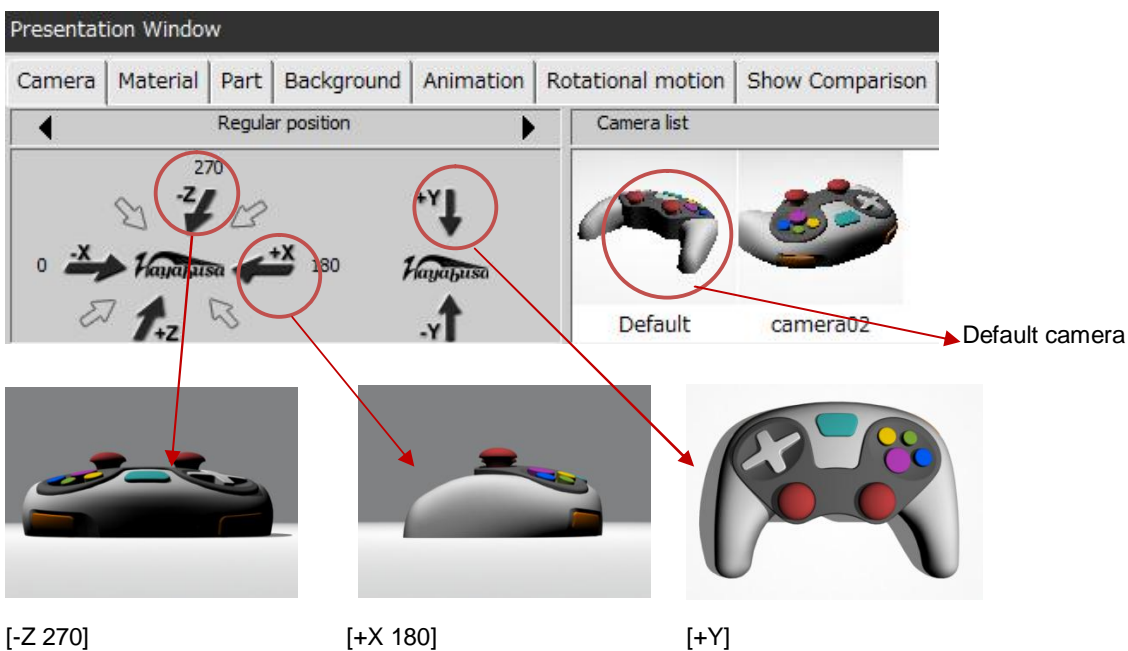 Presentation Window
Camera Material Part Background Animation Rotational motion Show Comparison
Regular position Camera list
270
-Z +Y
0 -X Hayabusa +X 180 Hayabusa
+Z -Y
Default camera02
Default camera
[-Z 270] [+X 180] [+Y]